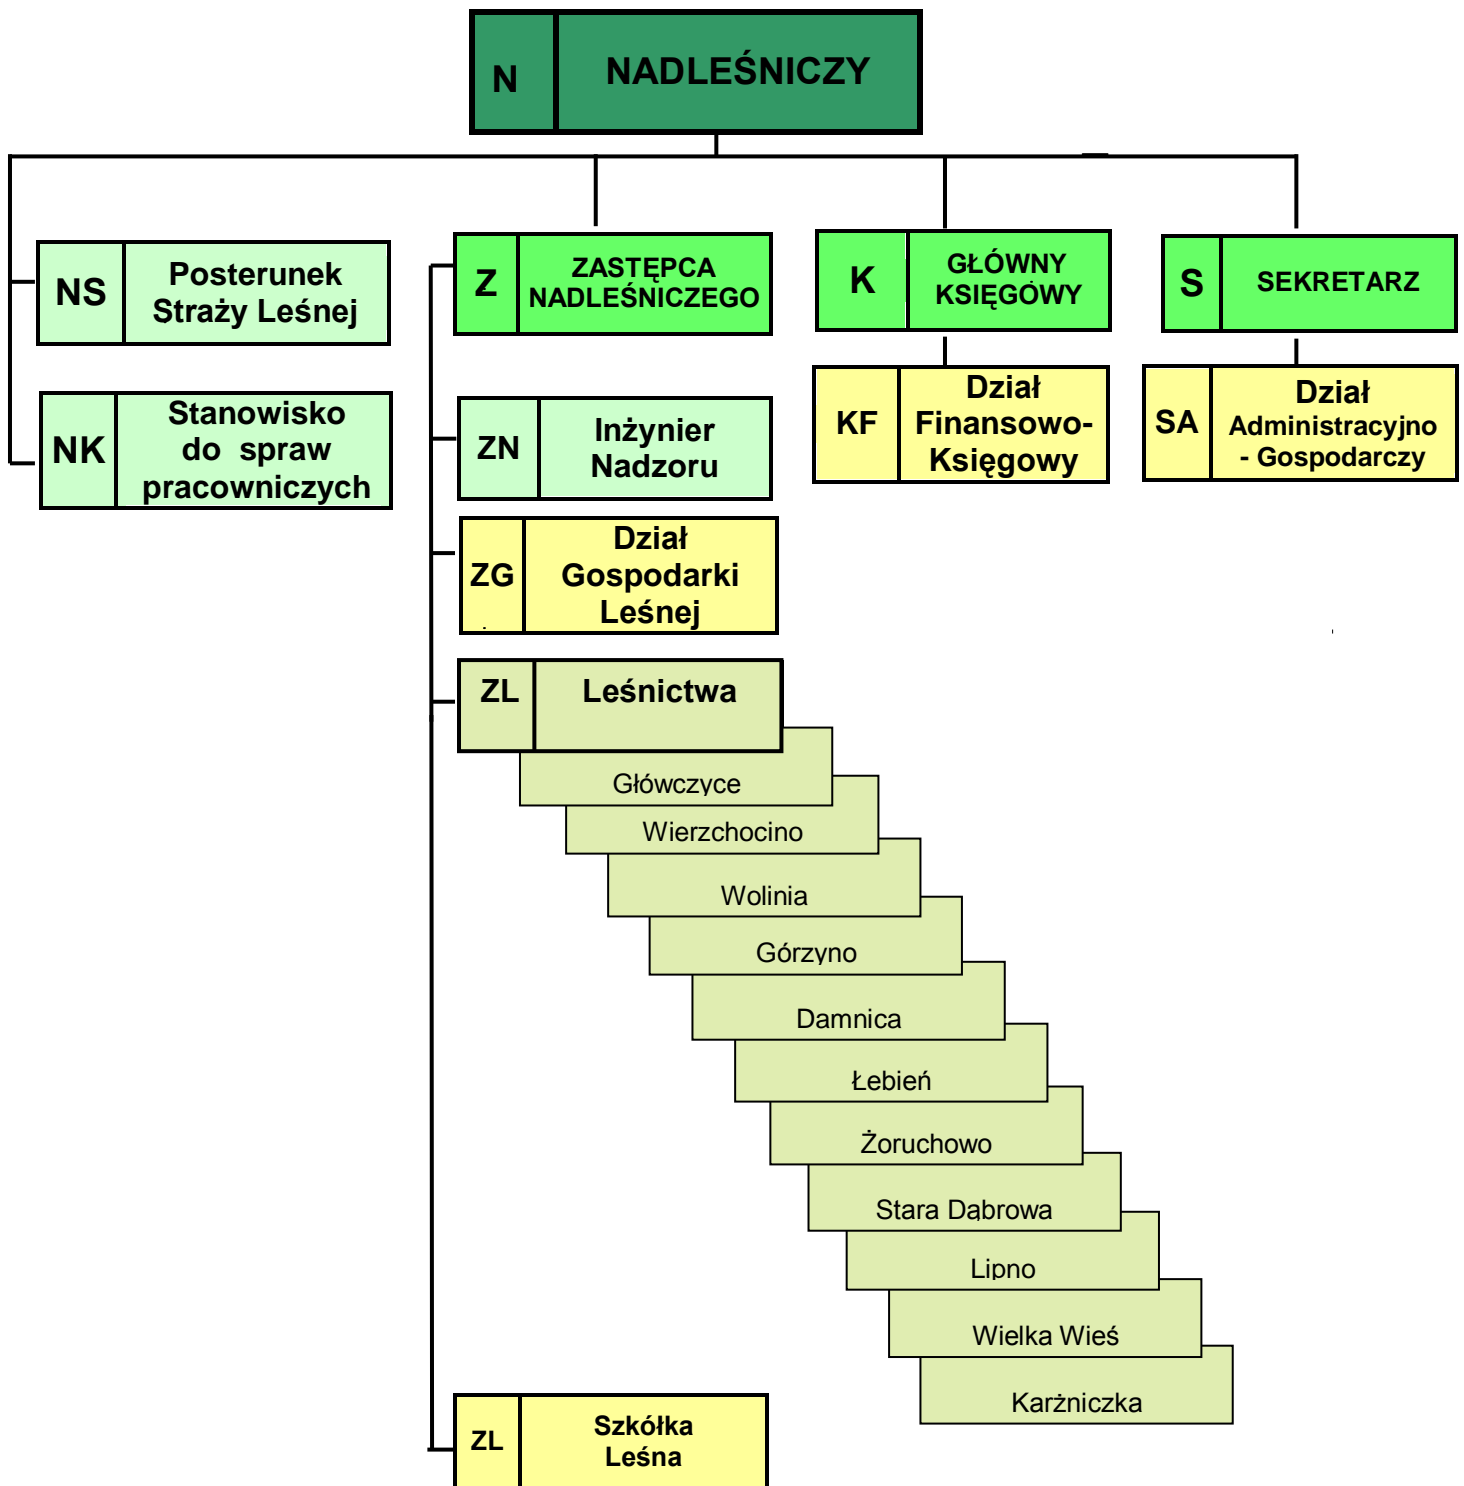 N
NADLEŚNICZY
NS
Posterunek
Straży Leśnej
Z
ZASTĘPCA
NADLEŚNICZEGO
K
GŁÓWNY
KSIĘGOWY
S
SEKRETARZ
NK
Stanowisko
do spraw
pracowniczych
ZN
Inżynier
Nadzoru
KF
Dział
Finansowo-
Księgowy
SA
Dział
Administracyjno
- Gospodarczy
ZG
Dział
Gospodarki
Leśnej
ZL
Leśnictwa
Główczyce
Wierzchocino
Wolinia
Górzyno
Damnica
Łebień
Żoruchowo
Stara Dąbrowa
Lipno
Wielka Wieś
Karżniczka
ZL
Szkółka
Leśna